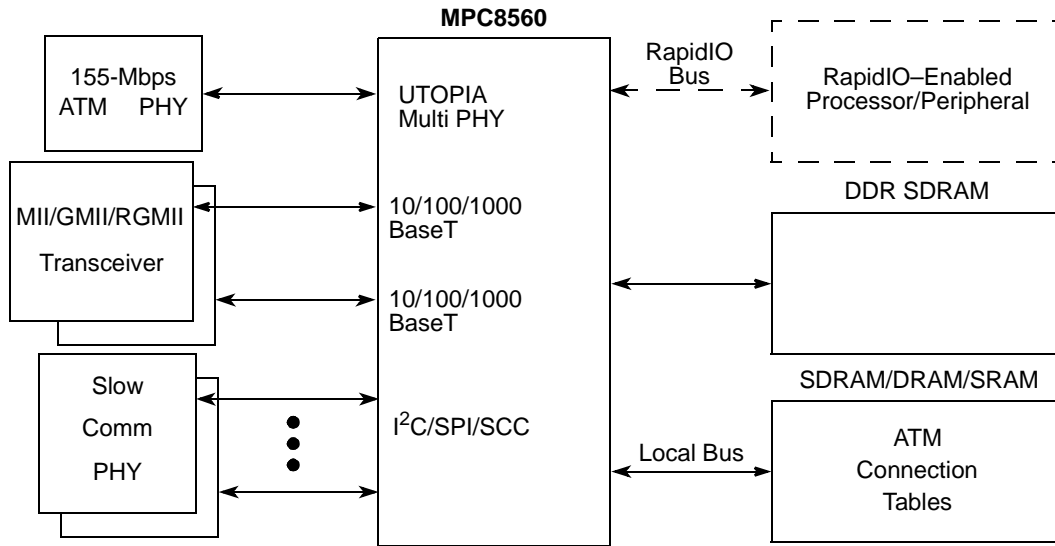 MPC8560
155-Mbps
ATM PHY
UTOPIA
Multi PHY
RapidIO
Bus
RapidIO–Enabled
Processor/Peripheral
MII/GMII/RGMII
Transceiver
10/100/1000
BaseT
10/100/1000
BaseT
DDR SDRAM
Slow
Comm
PHY
I²C/SPI/SCC
SDRAM/DRAM/SRAM
Local Bus
ATM
Connection
Tables